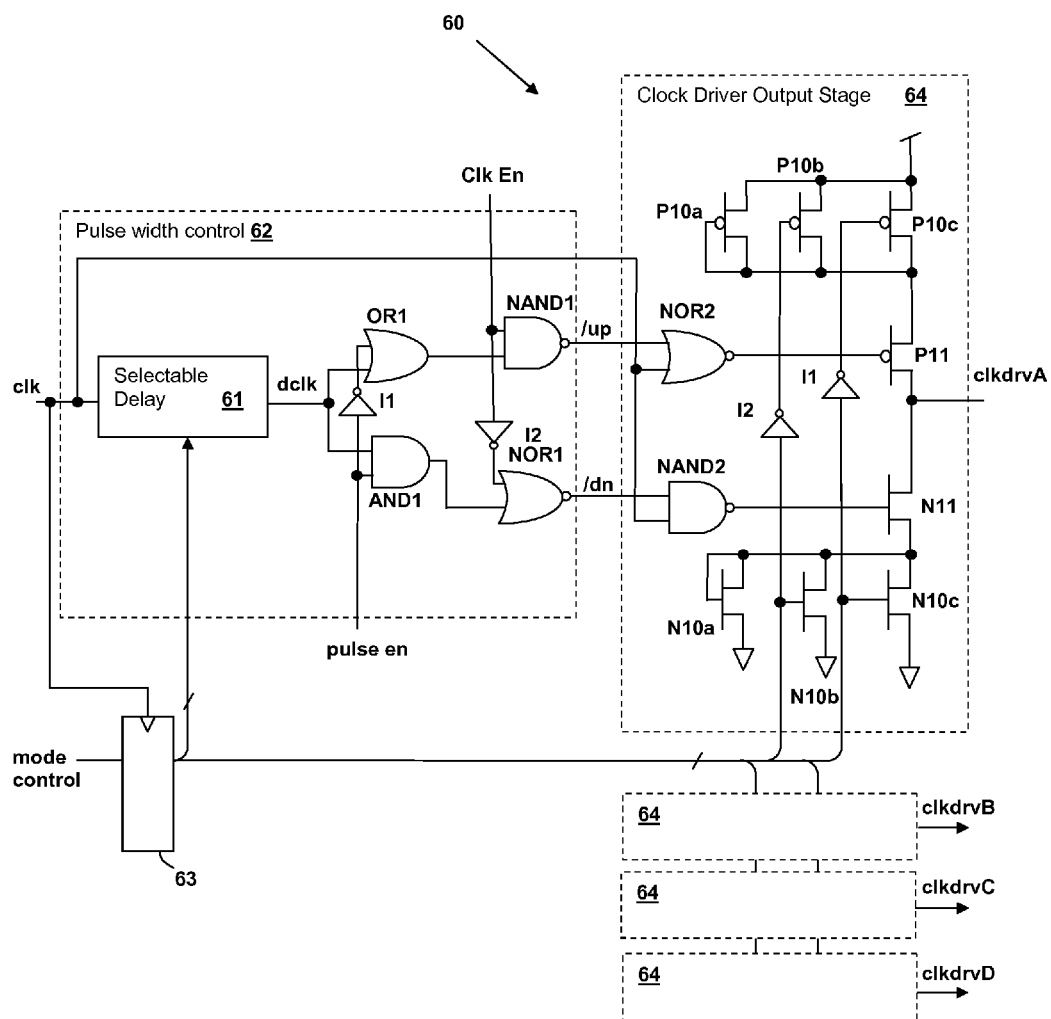 60
Clock Driver Output Stage 64
P10b
Clk En
P10a
P10c
Pulse width control 62
NAND1
NOR2
OR1
/up
P11
clk
Selectable
Delay 61
dclk
I1
I1
clkdrvA
I2
I2
NOR1
NAND2
AND1
/dn
N11
N10a
N10c
pulse en
N10b
mode
control
64
clkdrvB
63
64
clkdrvC
64
clkdrvD